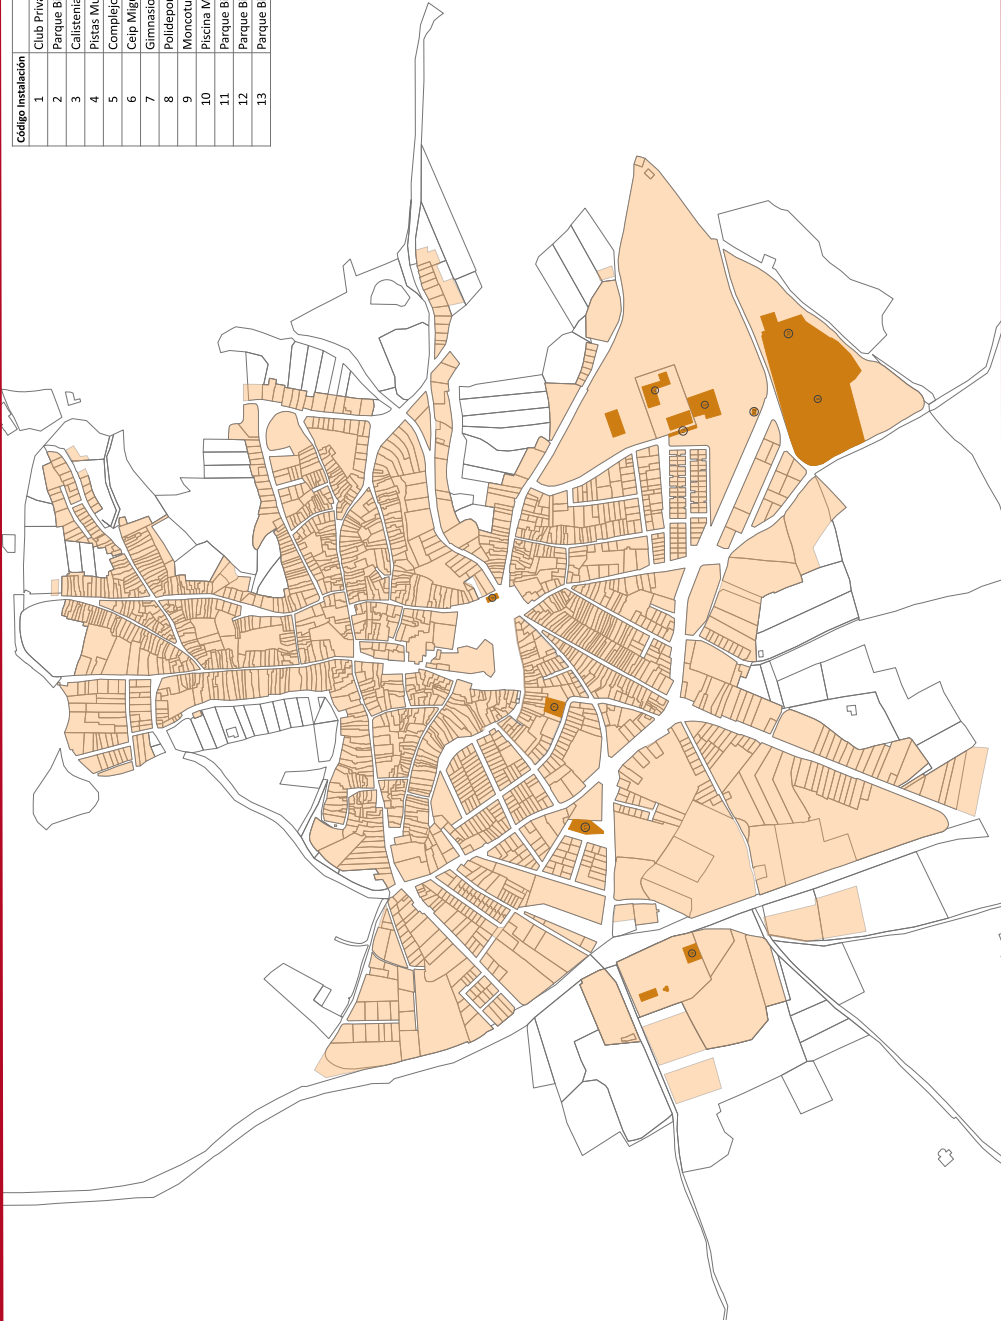 Código Instalación
1 Club Priva
2 Parque B
3 Calistenia
4 Pistas Mu
5 Complejo
6 Ceip Migu
7 Gimnasio
8 Polidepor
9 Moncotu
10 Piscina M
11 Parque B
12 Parque B
13 Parque B